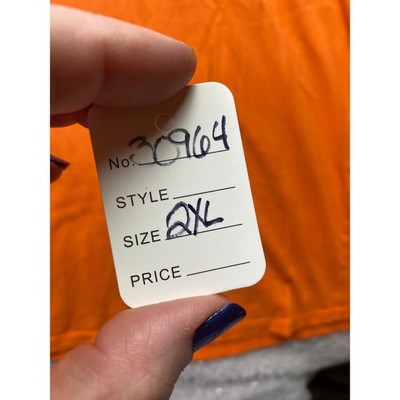 No. 30964
STYLE
SIZE 2XL
PRICE